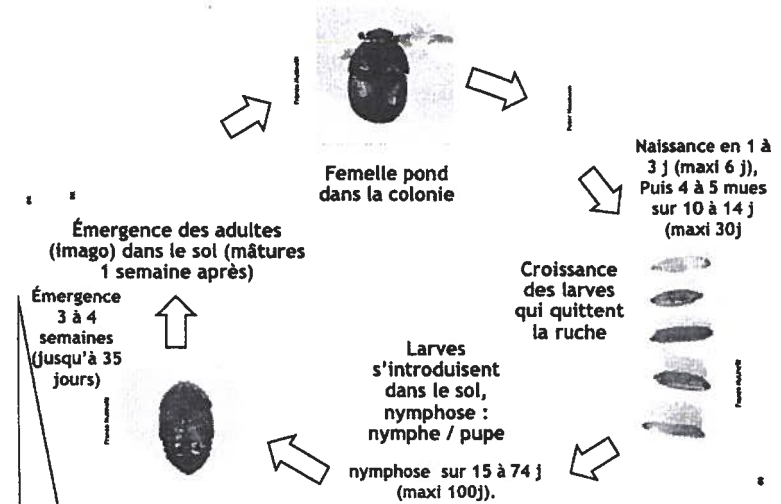 Femelle pond
dans la colonie
Naissance en 1 à
3 j (maxi 6 j),
Puis 4 à 5 mues
sur 10 à 14 j
(maxi 30j
Croissance
des larves
qui quittent
la ruche
Larves
s'introduisent
dans le sol,
nymphose :
nymphe / pupe
nymphose sur 15 à 74 j
(maxi 100j).
Émergence des adultes
(imago) dans le sol (mâtures
1 semaine après)
Émergence
3 à 4
semaines
(jusqu'à 35
jours)